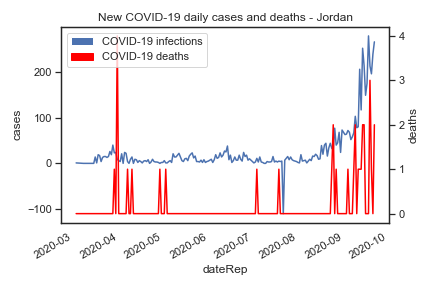 New COVID-19 daily cases and deaths - Jordan
COVID-19 infections
COVID-19 deaths
200
100
0
−100
cases
4
3
2
1
0
deaths
2020-03
2020-04
2020-05
2020-06
2020-07
2020-08
2020-09
2020-10
dateRep